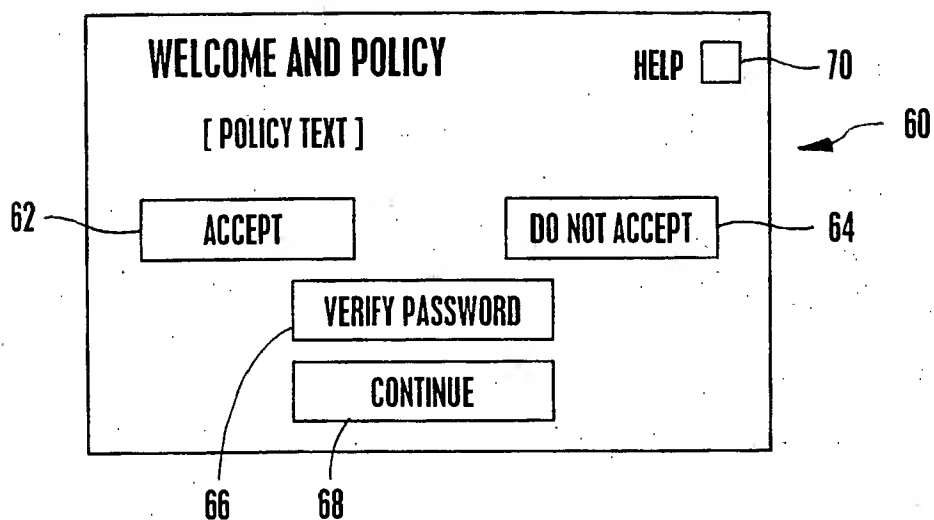 WELCOME AND POLICY
HELP 70
60
[ POLICY TEXT ]
62 ACCEPT DO NOT ACCEPT 64
VERIFY PASSWORD
CONTINUE
66 68